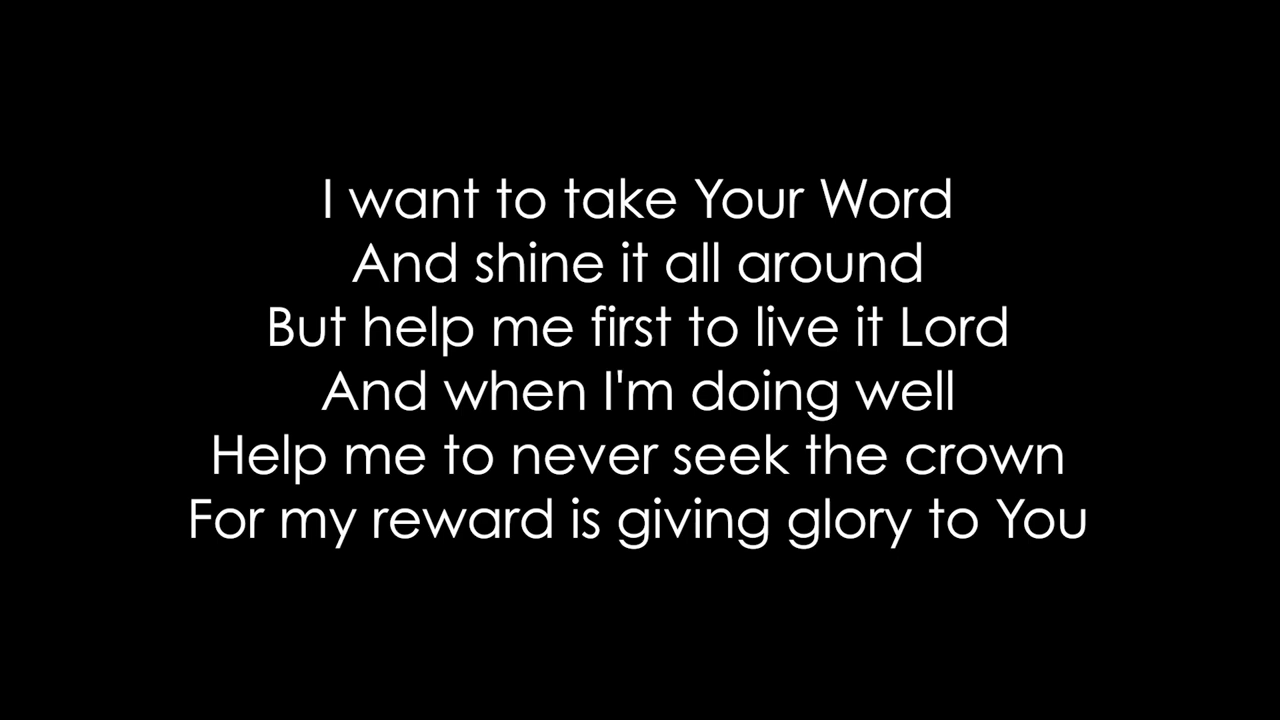 I want to take Your Word
And shine it all around
But help me first to live it Lord
And when I'm doing well
Help me to never seek the crown
For my reward is giving glory to You